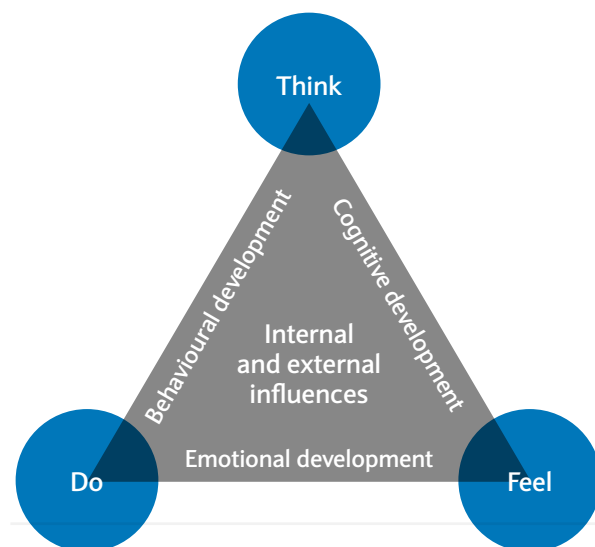 Think
Behavioural development
Cognitive development
Internal
and external
influences
Emotional development
Do
Feel